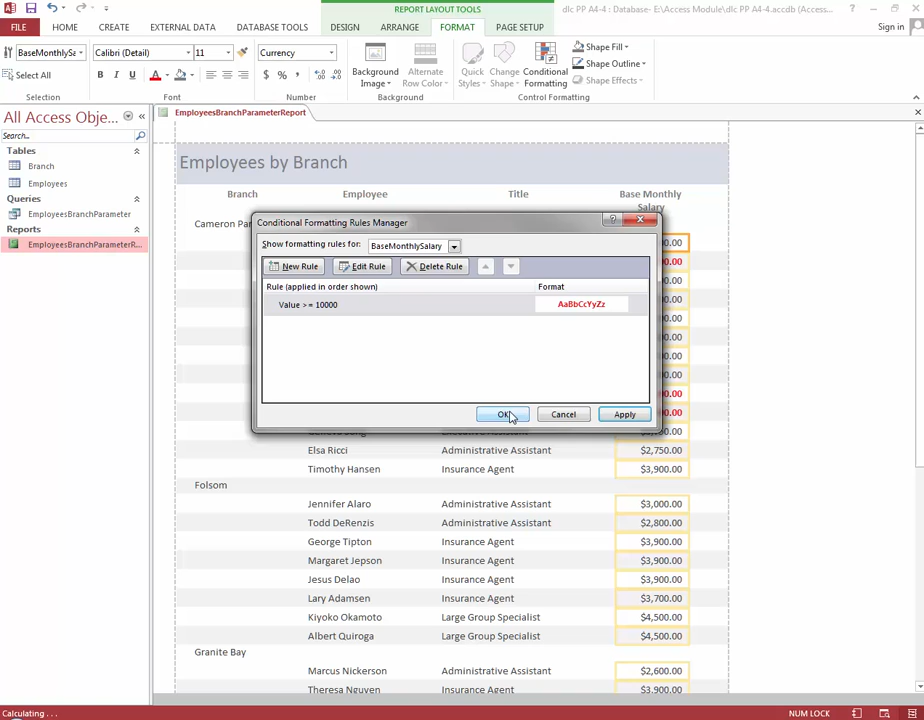 REPORT LAYOUT TOOLS
dlc PP A4-4 : Database- E:\Access Module\dlc PP A4-4.accdb (Access...
FILE HOME CREATE EXTERNAL DATA DATABASE TOOLS DESIGN ARRANGE FORMAT PAGE SETUP Sign in
BaseMonthlySa Calibri (Detail) 11 Currency Shape Fill
Select All B I U A $ % Background Image Alternate Row Color Quick Styles Change Shape Conditional Formatting Shape Outline
Shape Effects
Selection Font Number Background Control Formatting
All Access Obje... «
Search...
Tables
Branch
Employees
Queries
EmployeesBranchParameter
Reports
EmployeesBranchParameterR...
EmployeesBranchParameterReport
Employees by Branch
Branch Employee Title Base Monthly
Salary
Cameron Par
Conditional Formatting Rules Manager
Show formatting rules for: BaseMonthlySalary
New Rule Edit Rule Delete Rule
Rule (applied in order shown) Format
Value >= 10000 AaBbCcYyZz
OK Cancel Apply
Elsa Ricci Administrative Assistant $2,750.00
Timothy Hansen Insurance Agent $3,900.00
Folsom
Jennifer Alaro Administrative Assistant $3,000.00
Todd DeRenzis Administrative Assistant $2,800.00
George Tipton Insurance Agent $3,900.00
Margaret Jepson Insurance Agent $3,900.00
Jesus Delao Insurance Agent $3,900.00
Lary Adamsen Insurance Agent $3,700.00
Kiyoko Okamoto Large Group Specialist $4,500.00
Albert Quiroga Large Group Specialist $4,500.00
Granite Bay
Marcus Nickerson Administrative Assistant $2,600.00
Theresa Nguyen Insurance Agent $3,900.00
Calculating . . . NUM LOCK